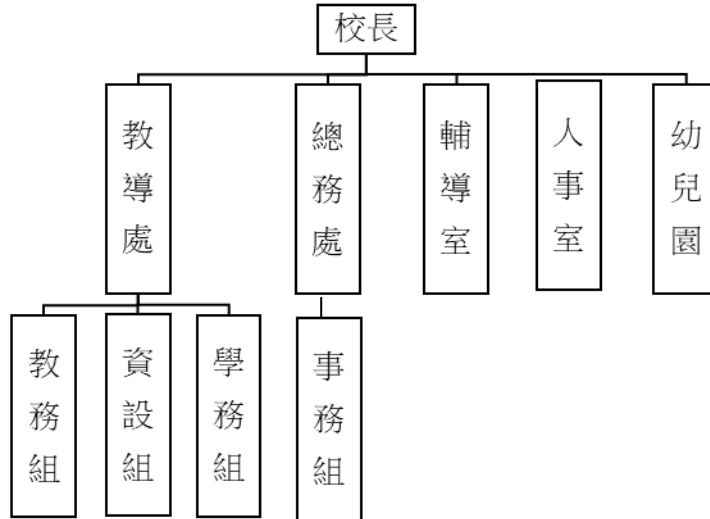 校長
教導處
總務處
輔導室
人事室
幼兒園
教務組
資設組
學務組
事務組